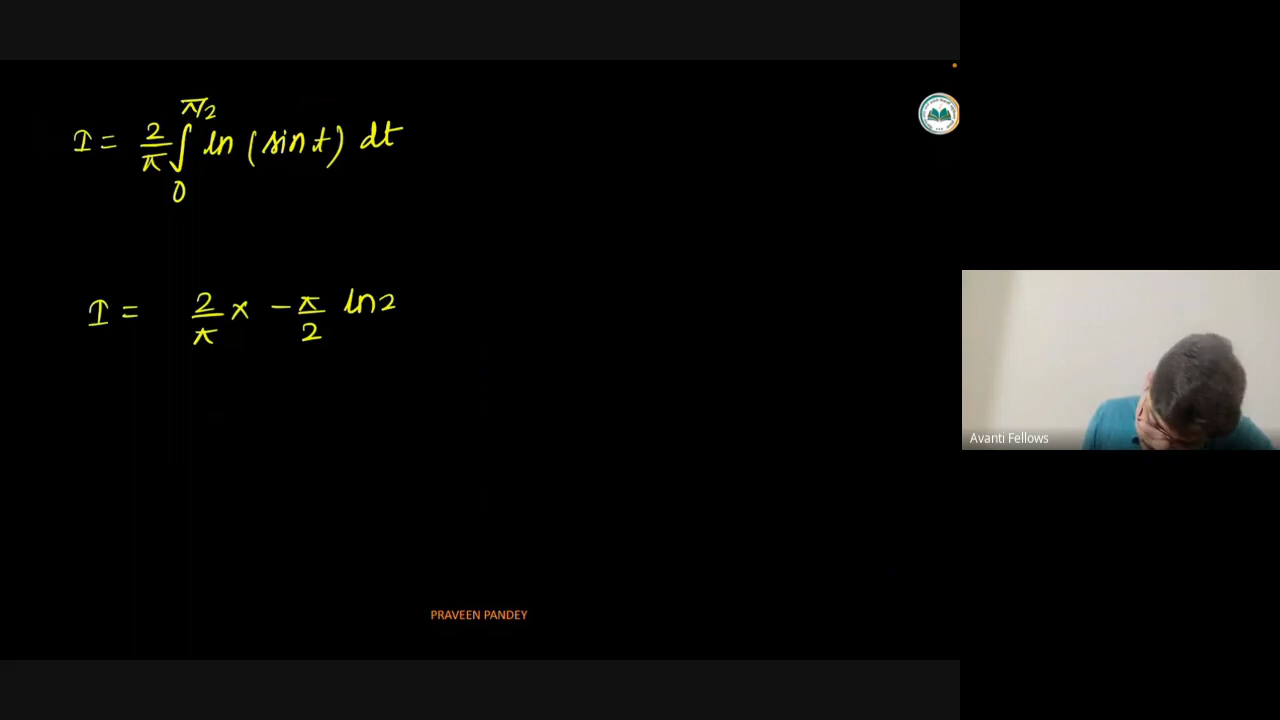 I = 2/π ∫₀^π/2 ln (sin t) dt
I = 2/π × -π/2 ln2
Avanti Fellows
PRAVEEN PANDEY